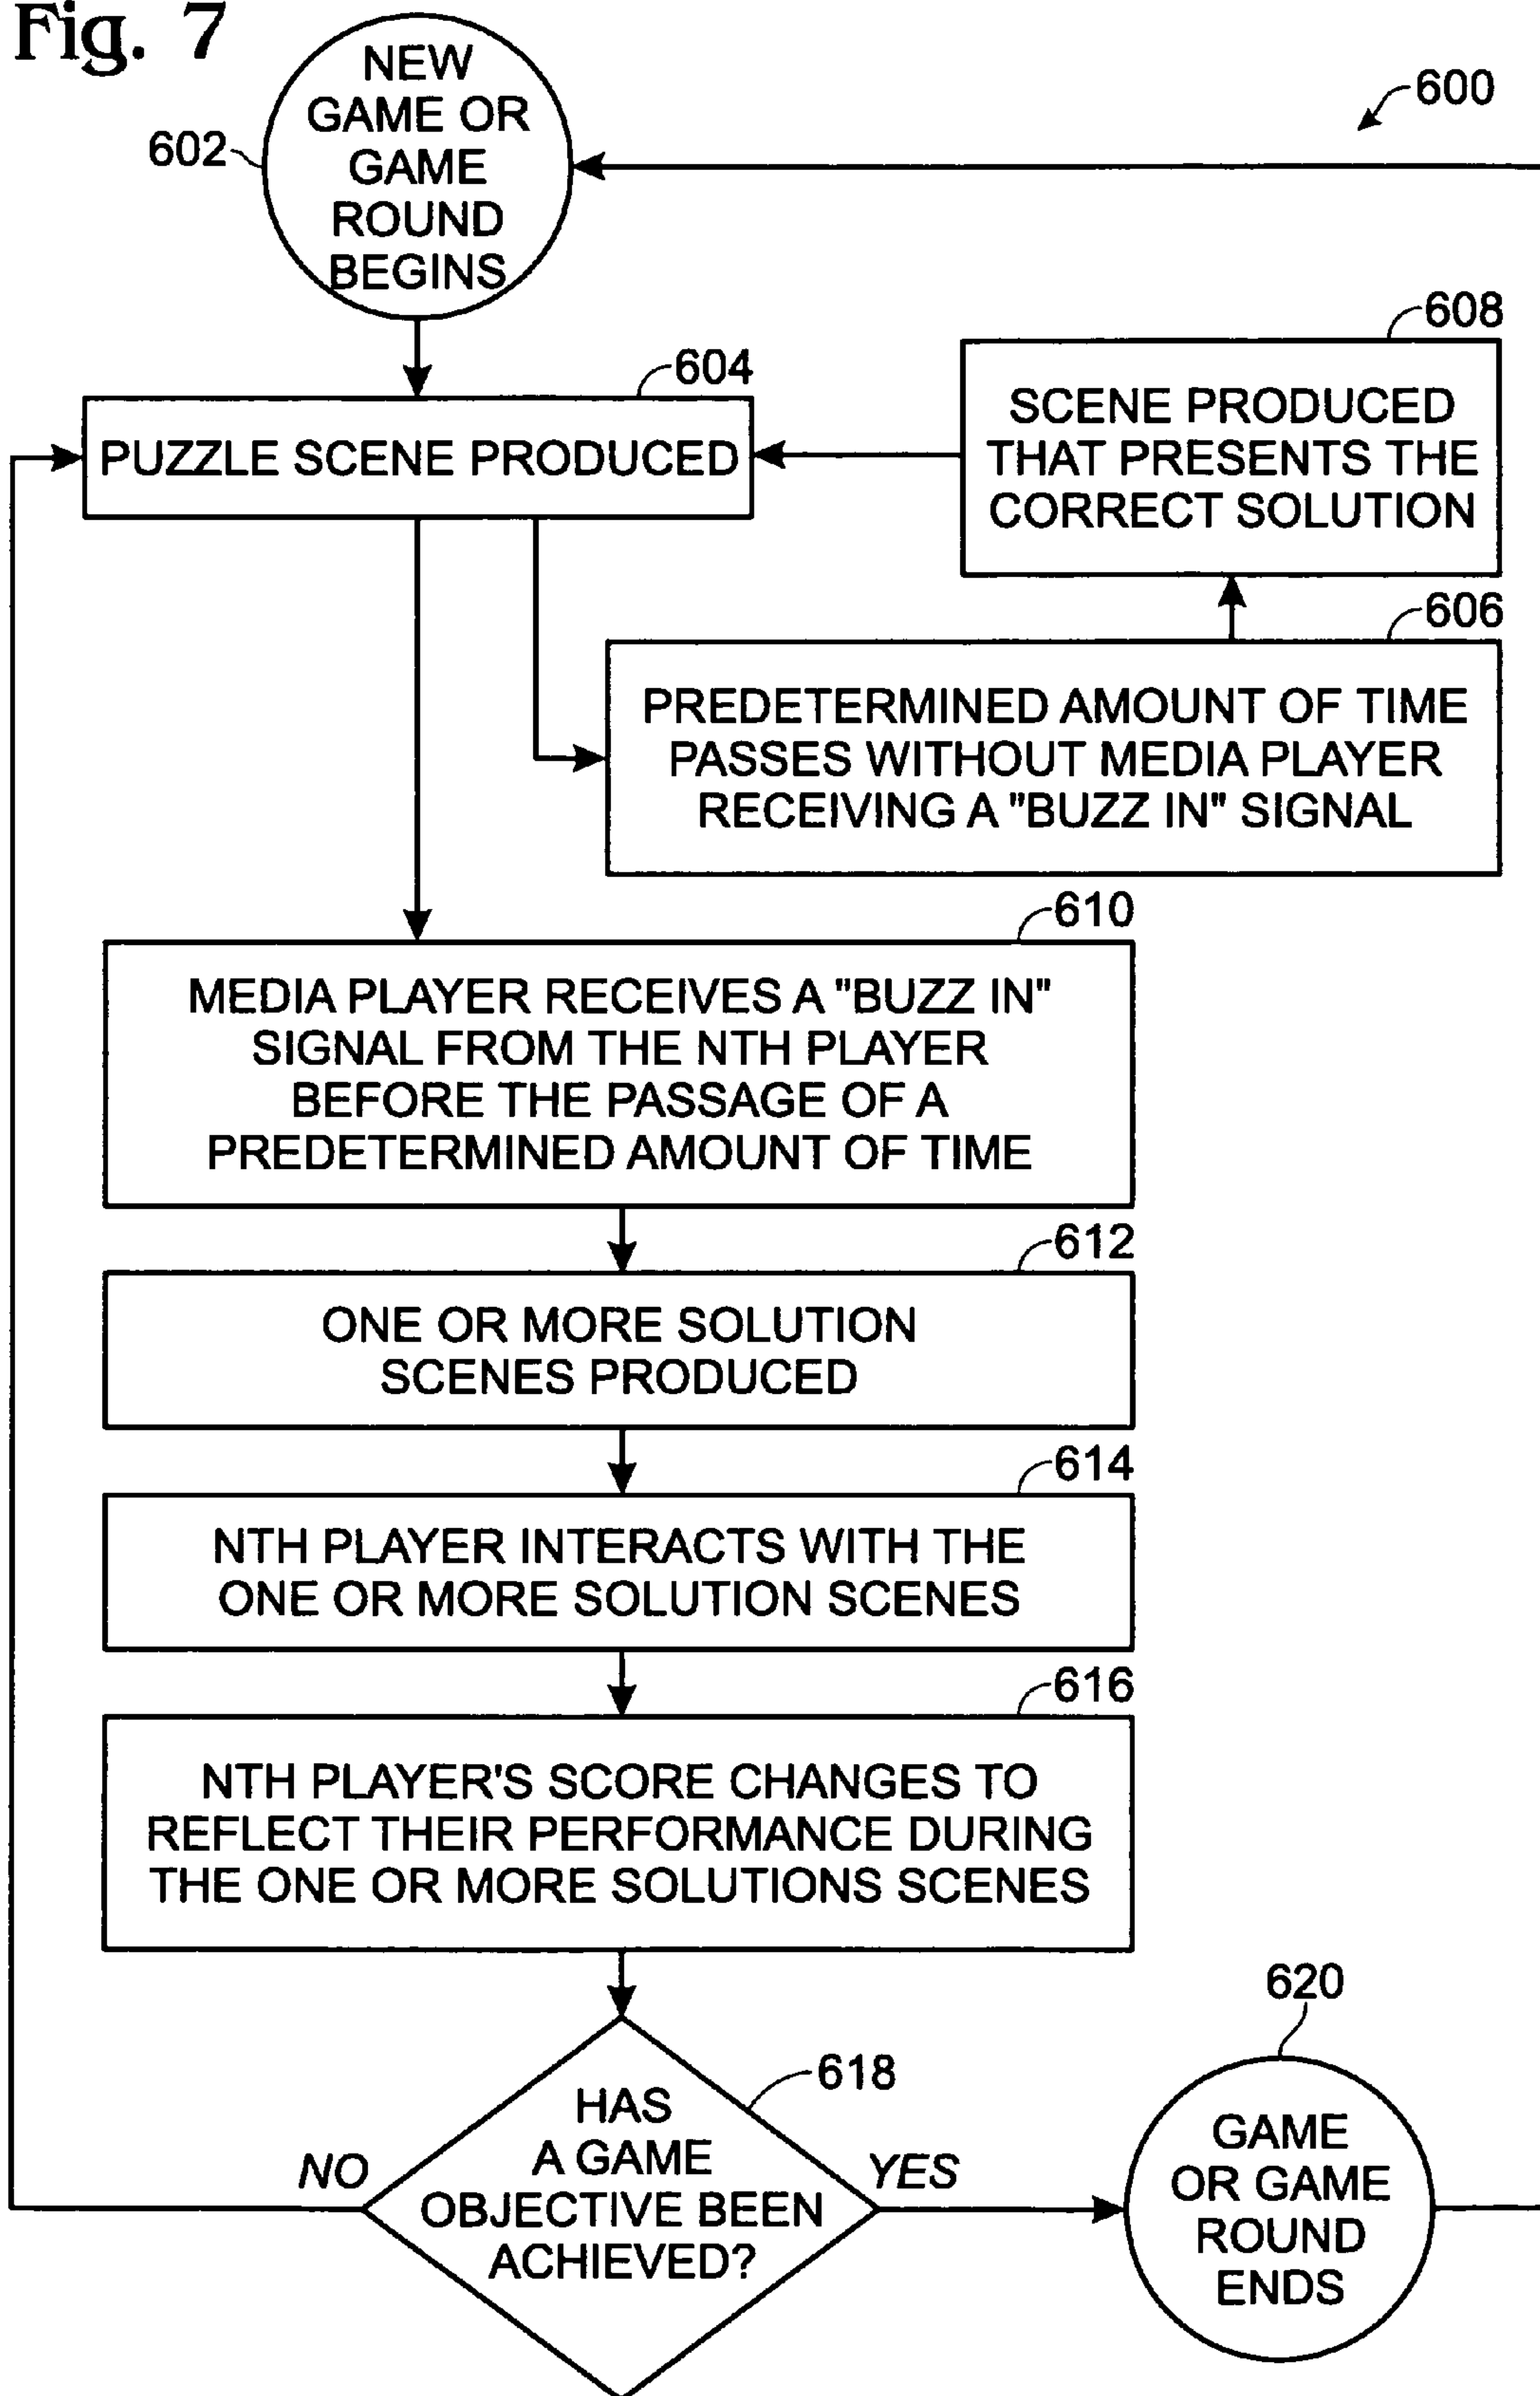 Fig. 7
NEW
GAME OR
GAME
ROUND
BEGINS
602
600
604
PUZZLE SCENE PRODUCED
608
SCENE PRODUCED
THAT PRESENTS THE
CORRECT SOLUTION
606
PREDETERMINED AMOUNT OF TIME
PASSES WITHOUT MEDIA PLAYER
RECEIVING A "BUZZ IN" SIGNAL
610
MEDIA PLAYER RECEIVES A "BUZZ IN"
SIGNAL FROM THE NTH PLAYER
BEFORE THE PASSAGE OF A
PREDETERMINED AMOUNT OF TIME
612
ONE OR MORE SOLUTION
SCENES PRODUCED
614
NTH PLAYER INTERACTS WITH THE
ONE OR MORE SOLUTION SCENES
616
NTH PLAYER'S SCORE CHANGES TO
REFLECT THEIR PERFORMANCE DURING
THE ONE OR MORE SOLUTIONS SCENES
618
HAS
A GAME
OBJECTIVE BEEN
ACHIEVED?
NO
YES
620
GAME
OR GAME
ROUND
ENDS